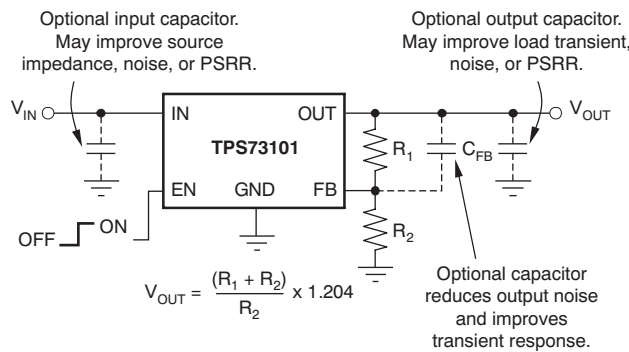 Optional input capacitor.
May improve source
impedance, noise, or PSRR.
Optional output capacitor.
May improve load transient,
noise, or PSRR.
VIN
IN
OUT
VOUT
TPS73101
R1
CFB
EN
GND
FB
OFF
ON
R2
VOUT = (R1 + R2) / R2 x 1.204
Optional capacitor
reduces output noise
and improves
transient response.